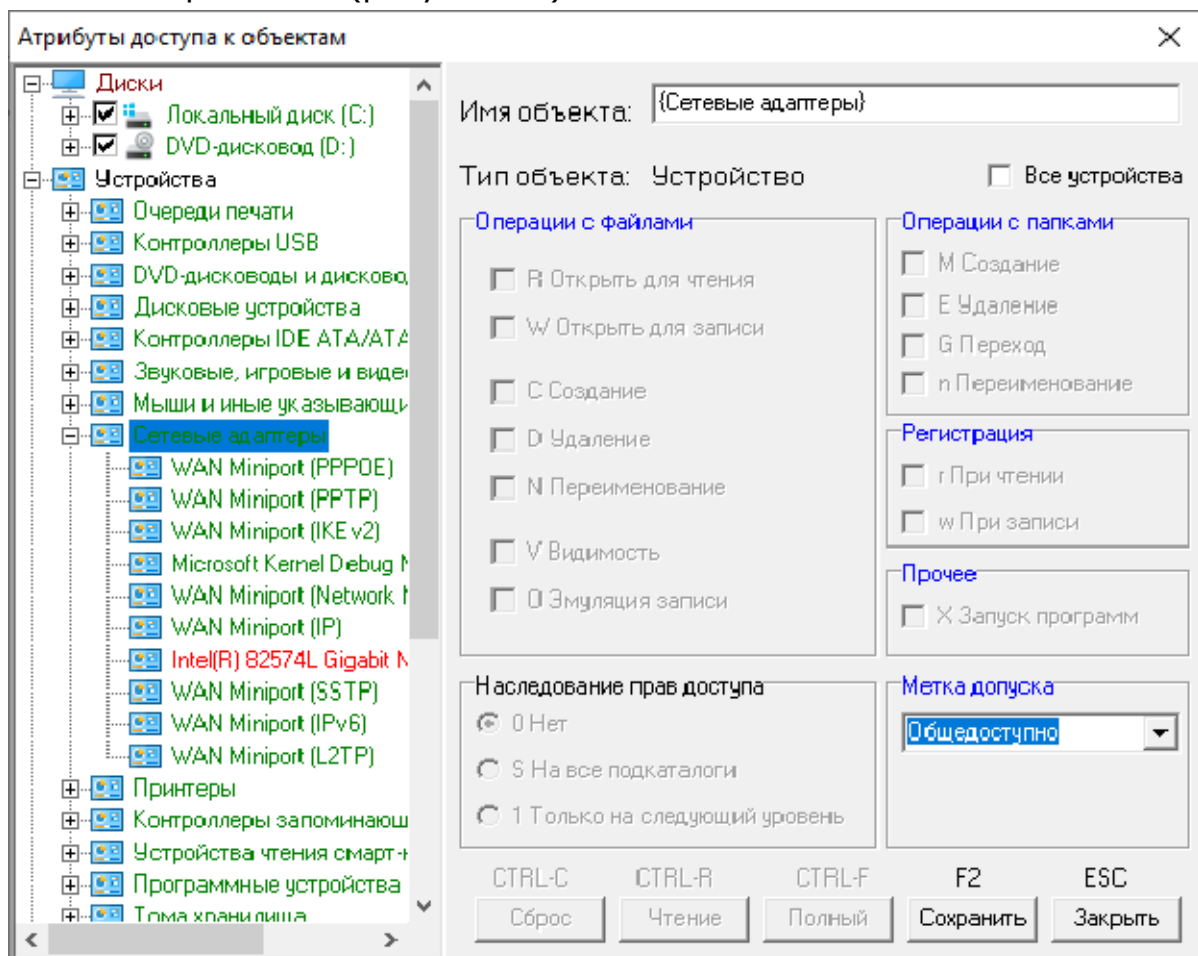 Атрибуты доступа к объектам
Диски
Локальный диск (C:)
DVD-дисковод (D:)
Устройства
Очереди печати
Контроллеры USB
DVD-дисководы и дисково
Дисковые устройства
Контроллеры IDE ATA/ATA
Звуковые, игровые и виде
Мыши и иные указывающи
Сетевые адаптеры
WAN Miniport (PPPOE)
WAN Miniport (PPTP)
WAN Miniport (IKEv2)
Microsoft Kernel Debug N
WAN Miniport (Network M
WAN Miniport (IP)
Intel(R) 82574L Gigabit N
WAN Miniport (SSTP)
WAN Miniport (IPv6)
WAN Miniport (L2TP)
Принтеры
Контроллеры запоминающ
Устройства чтения смарт-к
Программные устройства
Тома хранилища
Имя объекта: {Сетевые адаптеры}
Тип объекта: Устройство
Все устройства
Операции с файлами
R Открыть для чтения
W Открыть для записи
C Создание
D Удаление
N Переименование
V Видимость
O Эмуляция записи
Операции с папками
M Создание
E Удаление
G Переход
n Переименование
Регистрация
r При чтении
w При записи
Прочее
X Запуск программ
Наследование прав доступа
0 Нет
S На все подкаталоги
1 Только на следующий уровень
Метка допуска
Общедоступно
CTRL-C CTRL-R CTRL-F F2 ESC
Сброс Чтение Полный Сохранить Закрыть